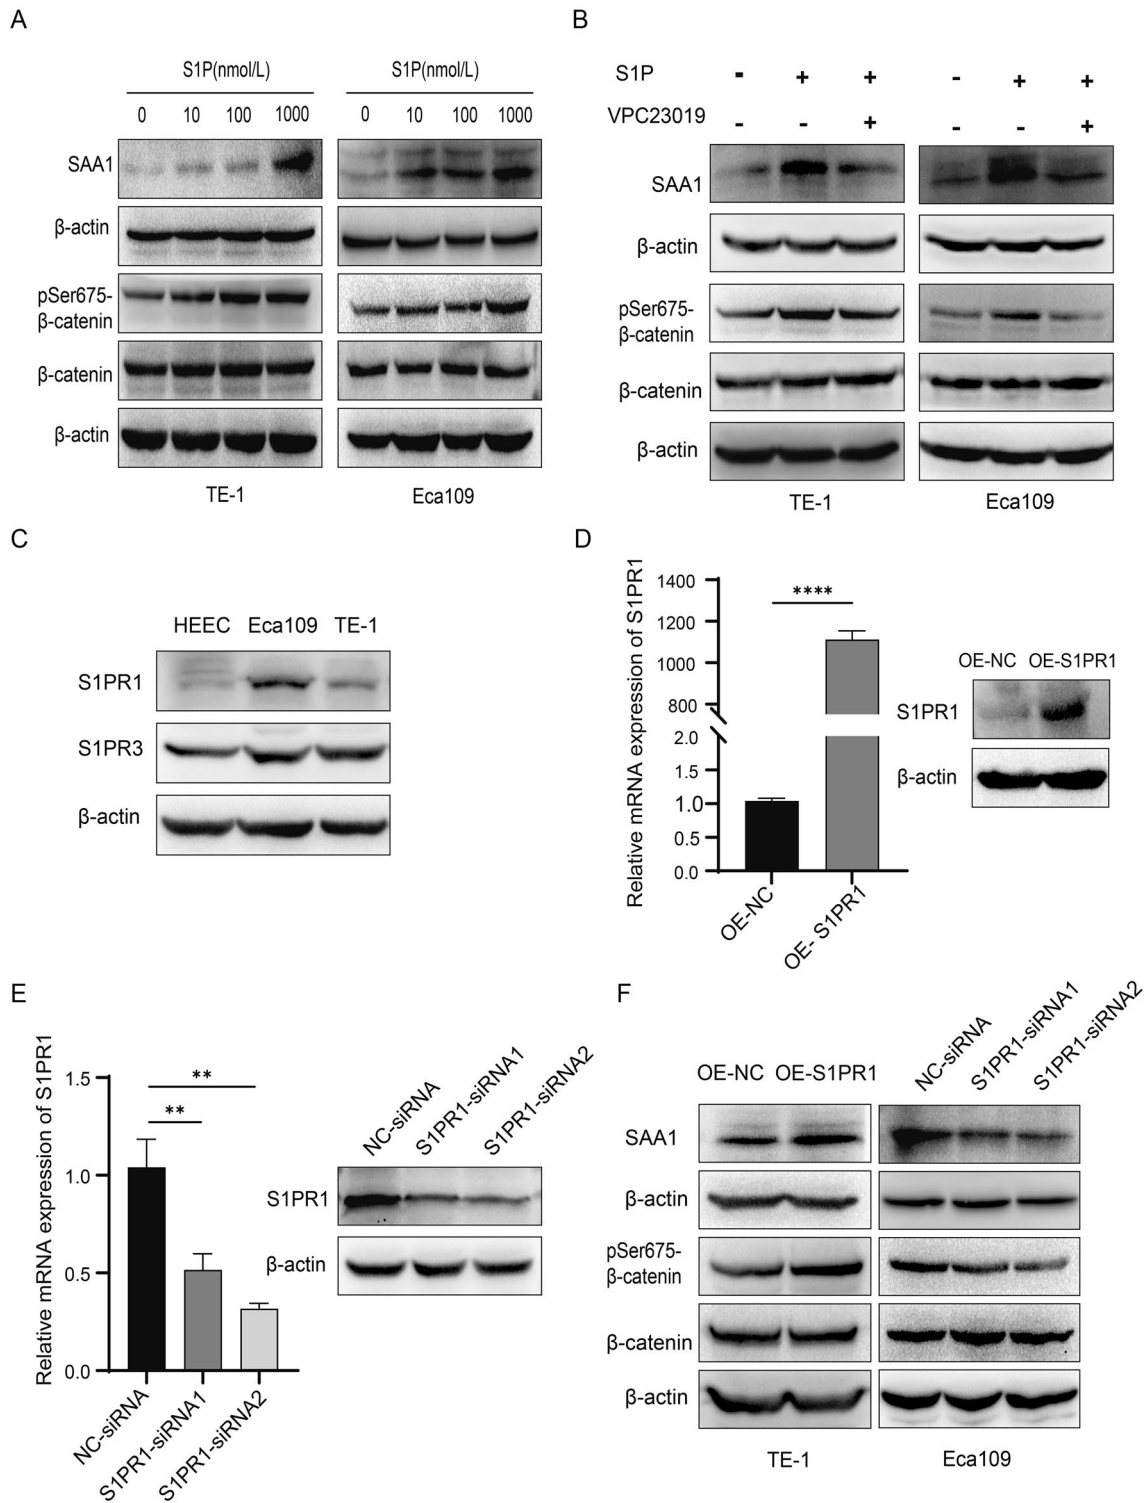 A
S1P(nmol/L) S1P(nmol/L)
0 10 100 1000 0 10 100 1000
SAA1
β-actin
pSer675-
β-catenin
β-catenin
β-actin
TE-1 Eca109
B
S1P - + + - + +
VPC23019 - - + - - +
SAA1
β-actin
pSer675-
β-catenin
β-catenin
β-actin
TE-1 Eca109
C
HEEC Eca109 TE-1
S1PR1
S1PR3
β-actin
D
Relative mRNA expression of S1PR1
1400
1200
1000
800
2.0
1.5
1.0
0.5
0.0
****
OE-NC
OE- S1PR1
OE-NC OE-S1PR1
S1PR1
β-actin
E
Relative mRNA expression of S1PR1
1.5
1.0
0.5
0.0
**
**
NC-siRNA
S1PR1-siRNA1
S1PR1-siRNA2
NC-siRNA
S1PR1-siRNA1
S1PR1-siRNA2
S1PR1
β-actin
F
OE-NC OE-S1PR1
NC-siRNA
S1PR1-siRNA1
S1PR1-siRNA2
SAA1
β-actin
pSer675-
β-catenin
β-catenin
β-actin
TE-1 Eca109